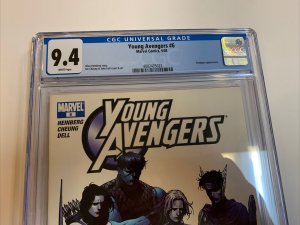 CGC UNIVERSAL GRADE
9.4
WHITE Pages
Young Avengers #6
Marvel Comics, 9/05
MARVEL
6
YOUNG
AVENGERS
HEINBERG
CHEUNG
DELL